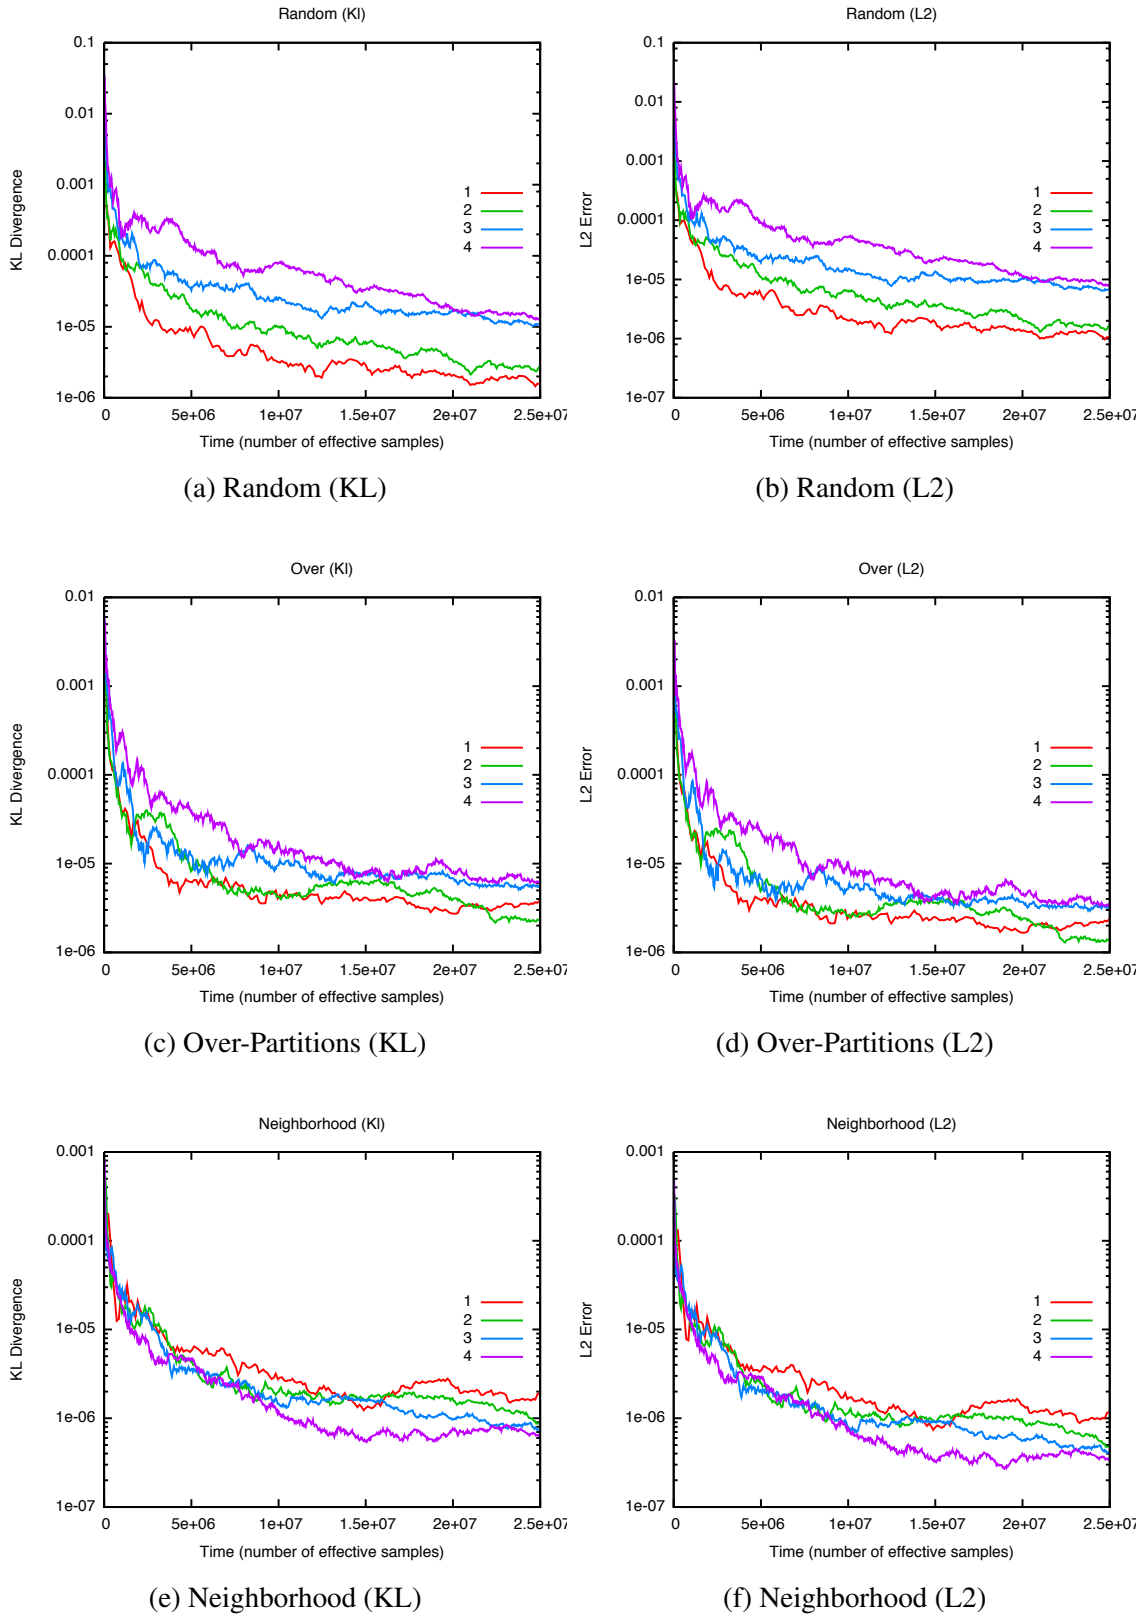 Random (Kl)
KL Divergence
0.1
0.01
0.001
0.0001
1e-05
1e-06
1
2
3
4
0 5e+06 1e+07 1.5e+07 2e+07 2.5e+07
Time (number of effective samples)
(a) Random (KL)
Random (L2)
L2 Error
0.1
0.01
0.001
0.0001
1e-05
1e-06
1e-07
1
2
3
4
0 5e+06 1e+07 1.5e+07 2e+07 2.5e+07
Time (number of effective samples)
(b) Random (L2)
Over (Kl)
KL Divergence
0.01
0.001
0.0001
1e-05
1e-06
1
2
3
4
0 5e+06 1e+07 1.5e+07 2e+07 2.5e+07
Time (number of effective samples)
(c) Over-Partitions (KL)
Over (L2)
L2 Error
0.01
0.001
0.0001
1e-05
1e-06
1
2
3
4
0 5e+06 1e+07 1.5e+07 2e+07 2.5e+07
Time (number of effective samples)
(d) Over-Partitions (L2)
Neighborhood (Kl)
KL Divergence
0.001
0.0001
1e-05
1e-06
1e-07
1
2
3
4
0 5e+06 1e+07 1.5e+07 2e+07 2.5e+07
Time (number of effective samples)
(e) Neighborhood (KL)
Neighborhood (L2)
L2 Error
0.001
0.0001
1e-05
1e-06
1e-07
1
2
3
4
0 5e+06 1e+07 1.5e+07 2e+07 2.5e+07
Time (number of effective samples)
(f) Neighborhood (L2)